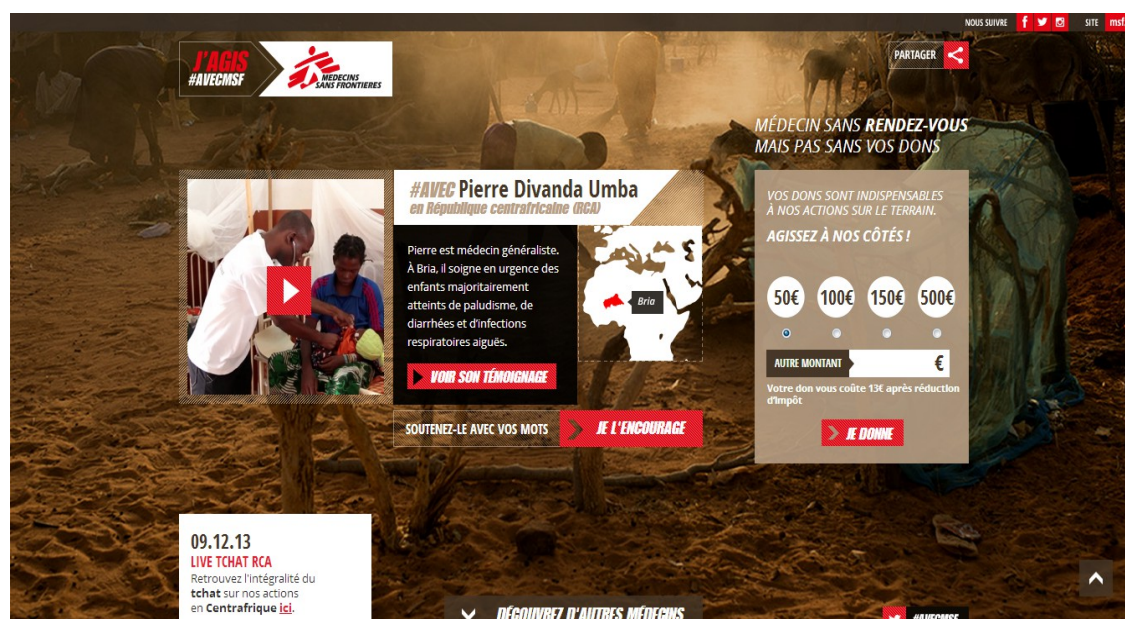 NOUS SUIVRE
SITE msf.
J'AGIS
#AVECMSF
MEDECINS
SANS FRONTIERES
PARTAGER
MÉDECIN SANS RENDEZ-VOUS
MAIS PAS SANS VOS DONS
#AVEC Pierre Divanda Umba
en République centrafricaine (RCA)
Pierre est médecin généraliste.
À Bria, il soigne en urgence des
enfants majoritairement
atteints de paludisme, de
diarrhées et d'infections
respiratoires aiguës.
Bria
VOIR SON TÉMOIGNAGE
SOUTENEZ-LE AVEC VOS MOTS
JE L'ENCOURAGE
VOS DONS SONT INDISPENSABLES
À NOS ACTIONS SUR LE TERRAIN.
AGISSEZ À NOS CÔTÉS !
50€ 100€ 150€ 500€
AUTRE MONTANT €
Votre don vous coûte 13€ après réduction
d'impôt
JE DONNE
09.12.13
LIVE TCHAT RCA
Retrouvez l'intégralité du
tchat sur nos actions
en Centrafrique ici.
DÉCOUVREZ D'AUTRES MÉDECINS
#AVECMSF